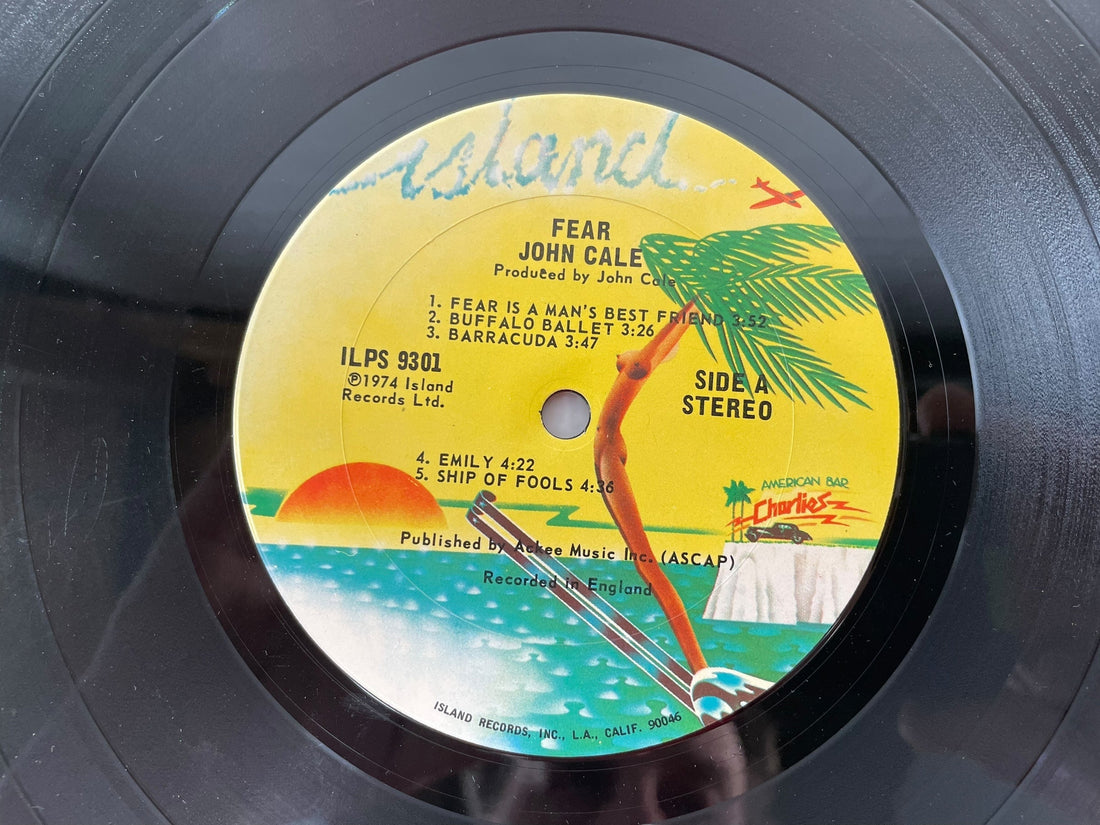 island
FEAR
JOHN CALE
Produced by John Cale
1. FEAR IS A MAN'S BEST FRIEND 3:52
2. BUFFALO BALLET 3:26
3. BARRACUDA 3:47
ILPS 9301
℗1974 Island
Records Ltd.
SIDE A
STEREO
4. EMILY 4:22
5. SHIP OF FOOLS 4:36
AMERICAN BAR
Charlies
Published by Ackee Music Inc. (ASCAP)
Recorded in England
ISLAND RECORDS, INC., L.A., CALIF. 90046